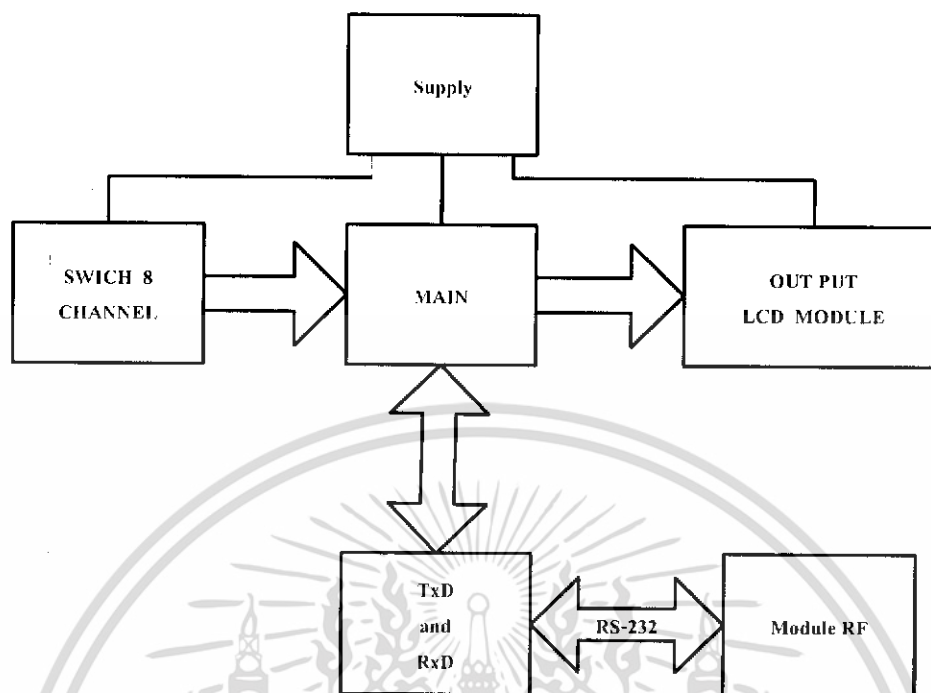 Supply
SWICH 8
CHANNEL
MAIN
OUT PUT
LCD MODULE
TxD
and
RxD
RS-232
Module RF